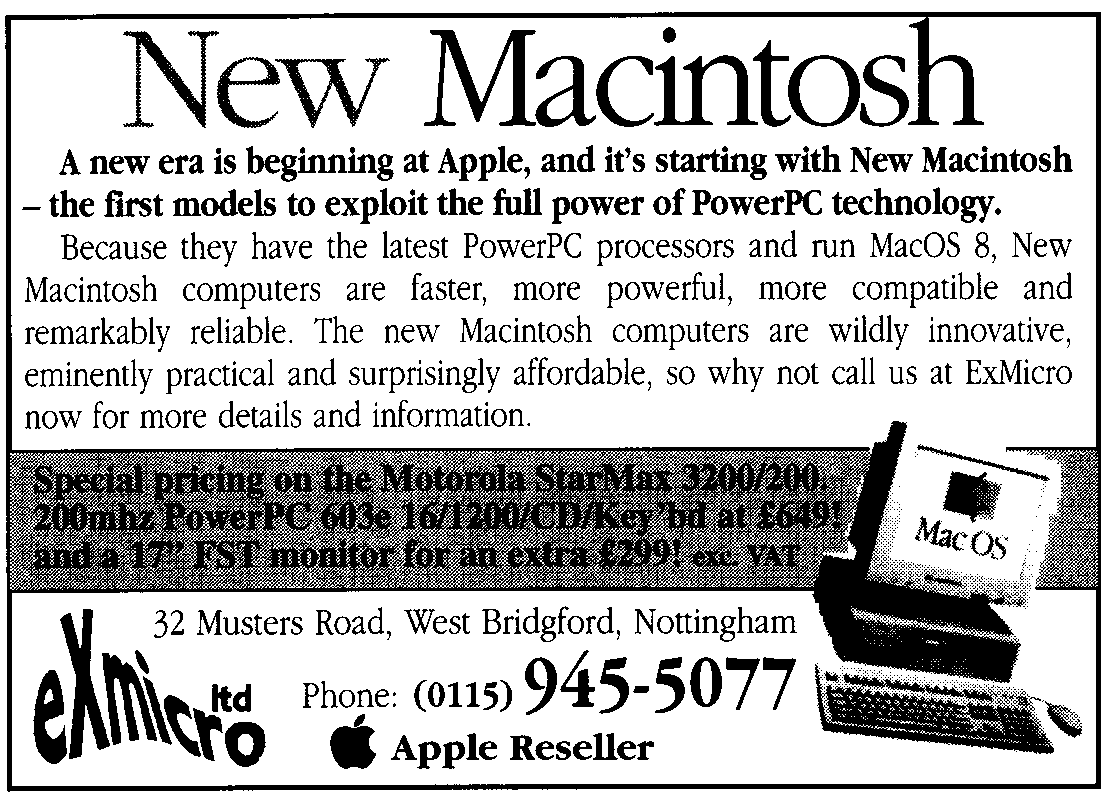 New Macintosh
A new era is beginning at Apple, and it's starting with New Macintosh
– the first models to exploit the full power of PowerPC technology.
Because they have the latest PowerPC processors and run MacOS 8, New
Macintosh computers are faster, more powerful, more compatible and
remarkably reliable. The new Macintosh computers are wildly innovative,
eminently practical and surprisingly affordable, so why not call us at ExMicro
now for more details and information.
Special pricing on the Motorola StarMax 3200/200.
200mhz PowerPC 603e 16/1200/CD/Key'bd at £649!
and a 17" FST monitor for an extra £299! exc. VAT
Mac OS
32 Musters Road, West Bridgford, Nottingham
eXmicro ltd
Phone: (0115) 945-5077
Apple Reseller